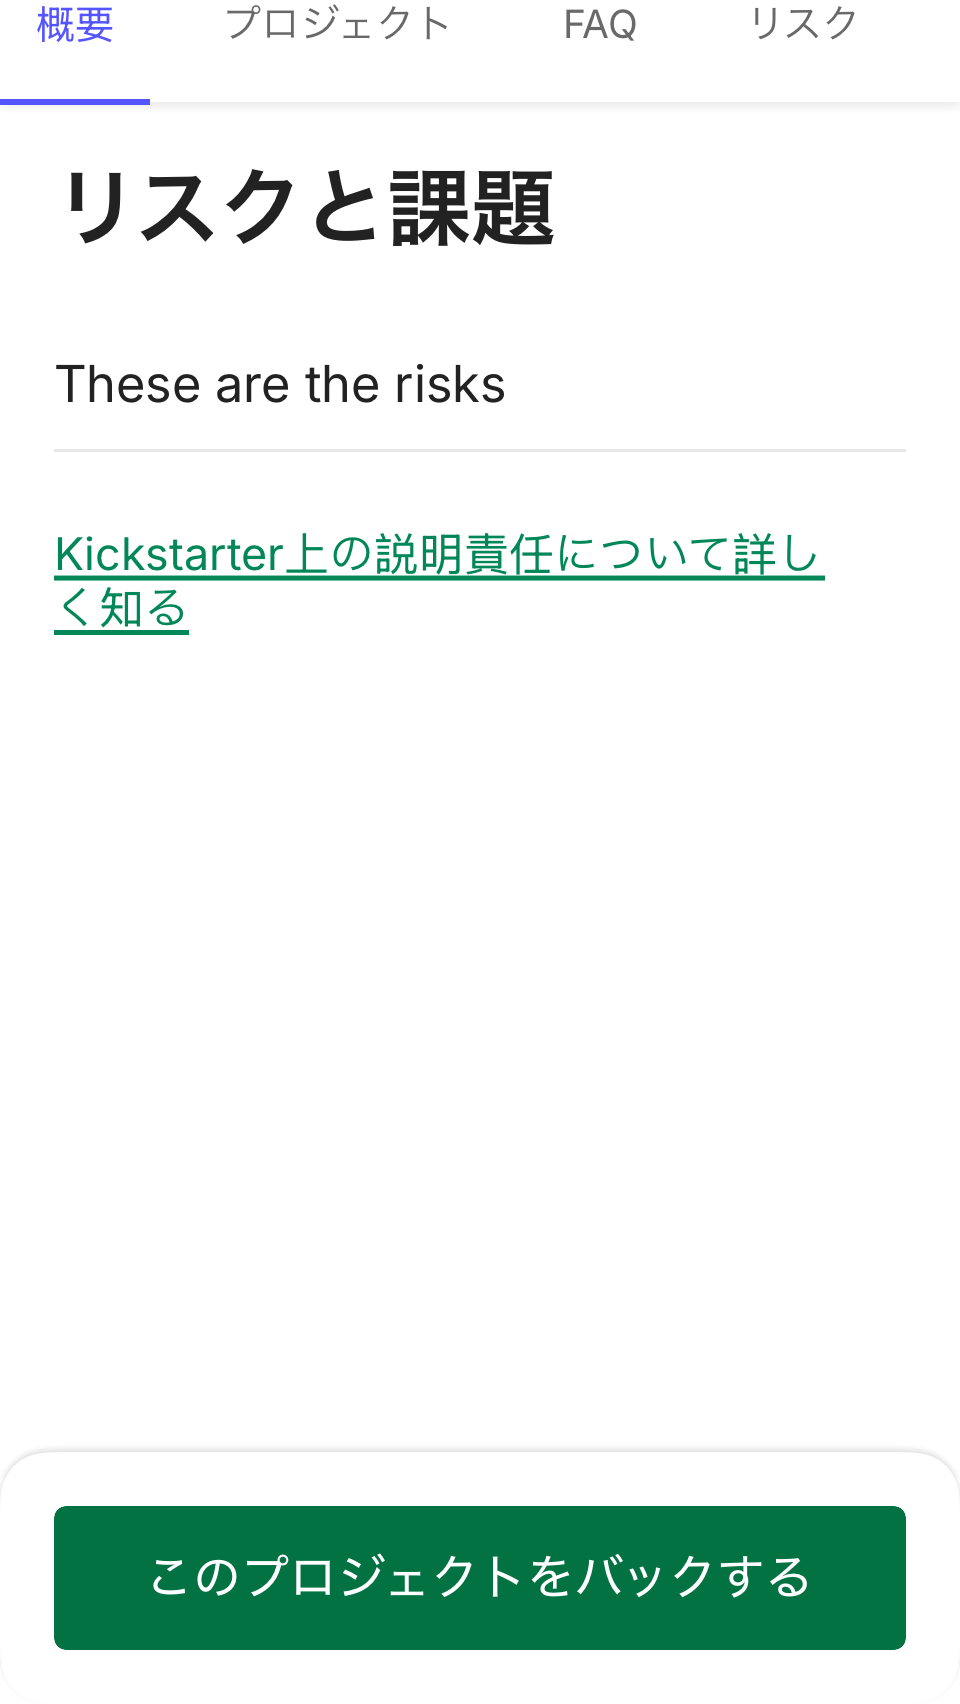 概要 プロジェクト FAQ リスク
リスクと課題
These are the risks
Kickstarter上の説明責任について詳し
く知る
このプロジェクトをバックする